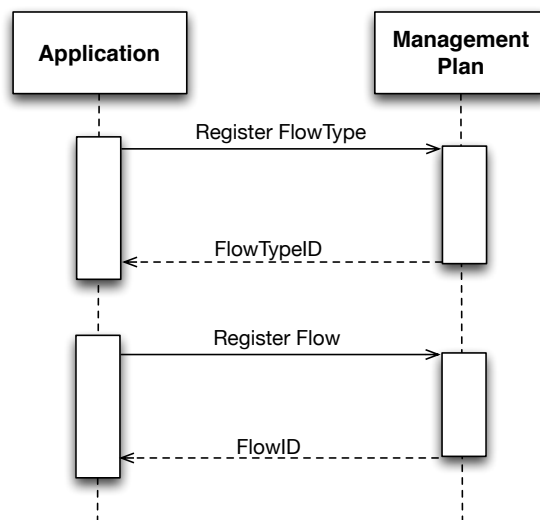 Application
Management
Plan
Register FlowType
FlowTypeID
Register Flow
FlowID